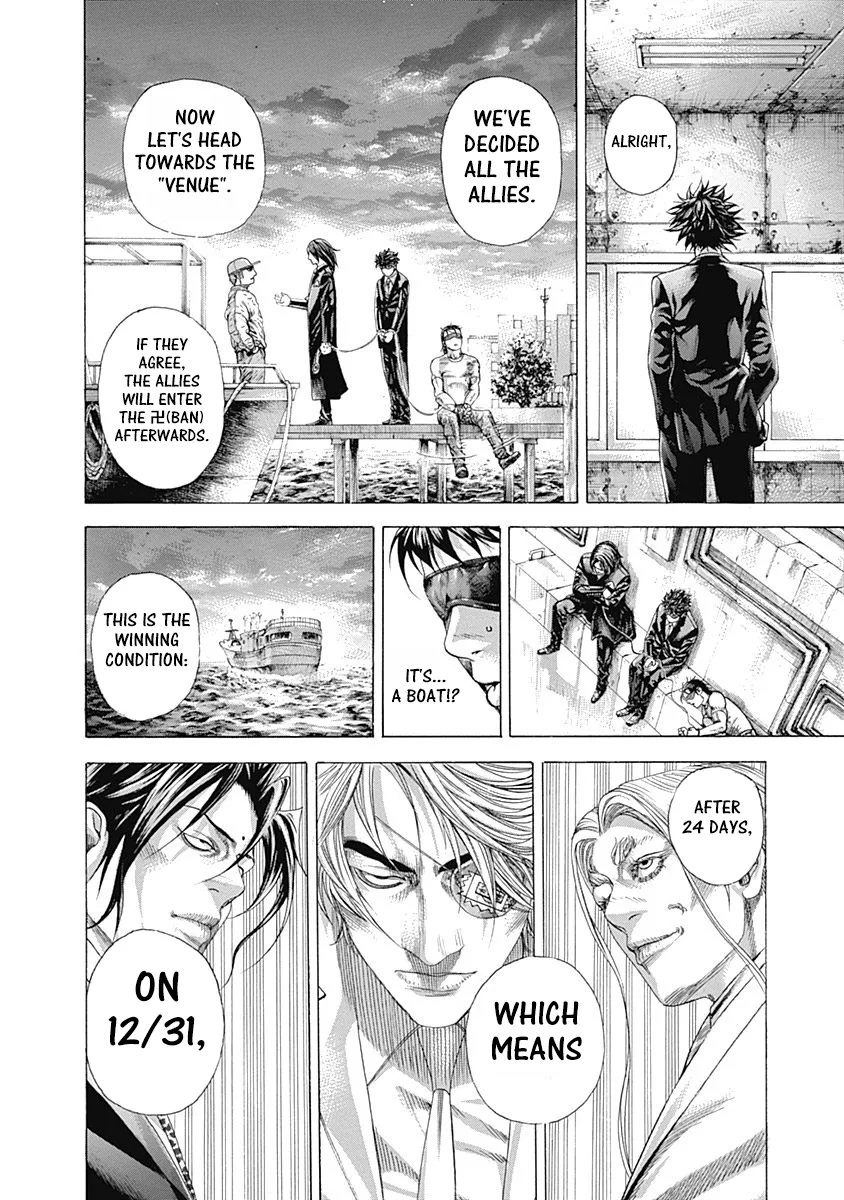 ALRIGHT,
WE'VE
DECIDED
ALL THE
ALLIES.
NOW
LET'S HEAD
TOWARDS THE
"VENUE".
IF THEY
AGREE,
THE ALLIES
WILL ENTER
THE 卍(BAN)
AFTERWARDS.
IT'S...
A BOAT!?
THIS IS THE
WINNING
CONDITION:
AFTER
24 DAYS,
WHICH
MEANS
ON
12/31,